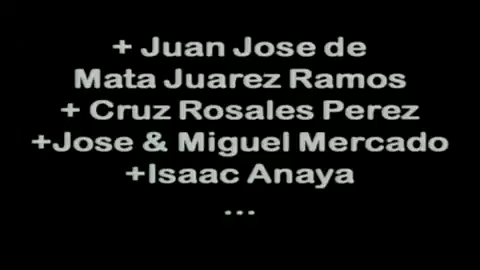 + Juan Jose de
Mata Juarez Ramos
+ Cruz Rosales Perez
+Jose & Miguel Mercado
+Isaac Anaya
...